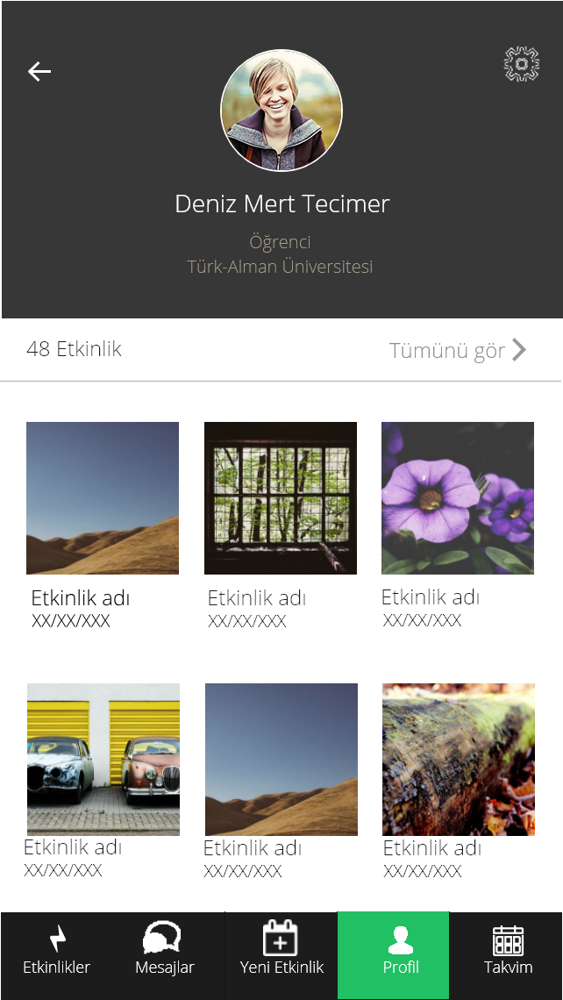 Deniz Mert Tecimer
Öğrenci
Türk-Alman Üniversitesi
48 Etkinlik
Tümünü gör
Etkinlik adı
XX/XX/XXX
Etkinlik adı
XX/XX/XXX
Etkinlik adı
XX/XX/XXX
Etkinlik adı
XX/XX/XXX
Etkinlik adı
XX/XX/XXX
Etkinlik adı
XX/XX/XXX
Etkinlikler
Mesajlar
Yeni Etkinlik
Profil
Takvim